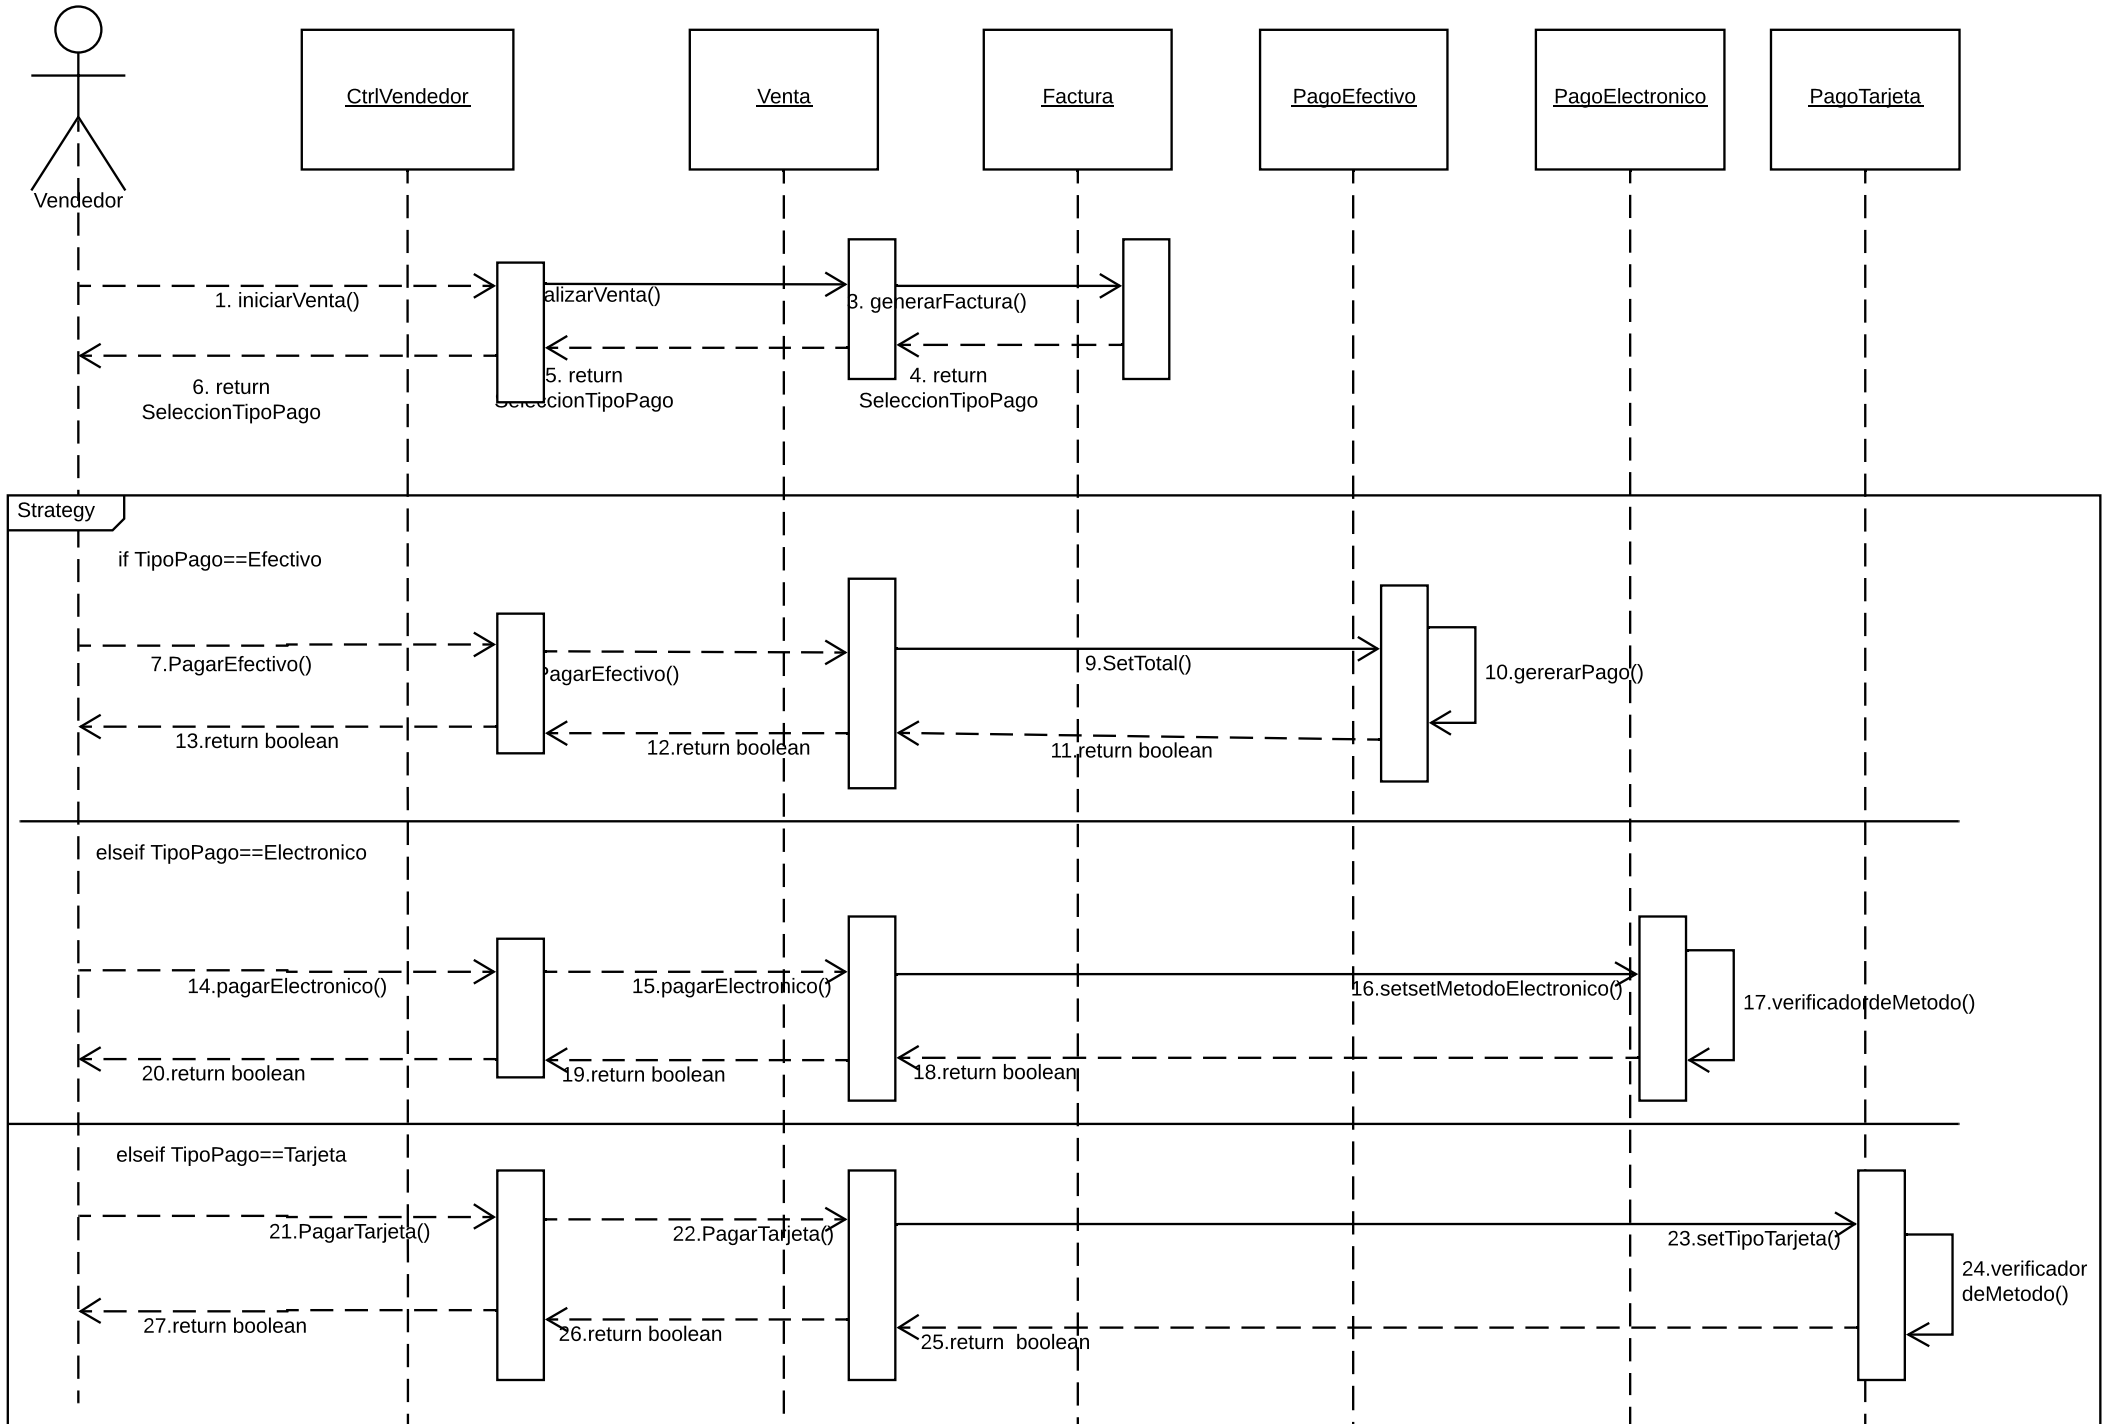 Vendedor
CtrlVendedor
Venta
Factura
PagoEfectivo
PagoElectronico
PagoTarjeta
1. iniciarVenta()
alizarVenta()
3. generarFactura()
6. return
SeleccionTipoPago
5. return
SeleccionTipoPago
4. return
SeleccionTipoPago
Strategy
if TipoPago==Efectivo
7.PagarEfectivo()
PagarEfectivo()
9.SetTotal()
10.gererarPago()
13.return boolean
12.return boolean
11.return boolean
elseif TipoPago==Electronico
14.pagarElectronico()
15.pagarElectronico()
16.setsetMetodoElectronico()
17.verificadordeMetodo()
20.return boolean
19.return boolean
18.return boolean
elseif TipoPago==Tarjeta
21.PagarTarjeta()
22.PagarTarjeta()
23.setTipoTarjeta()
24.verificador
deMetodo()
27.return boolean
26.return boolean
25.return  boolean